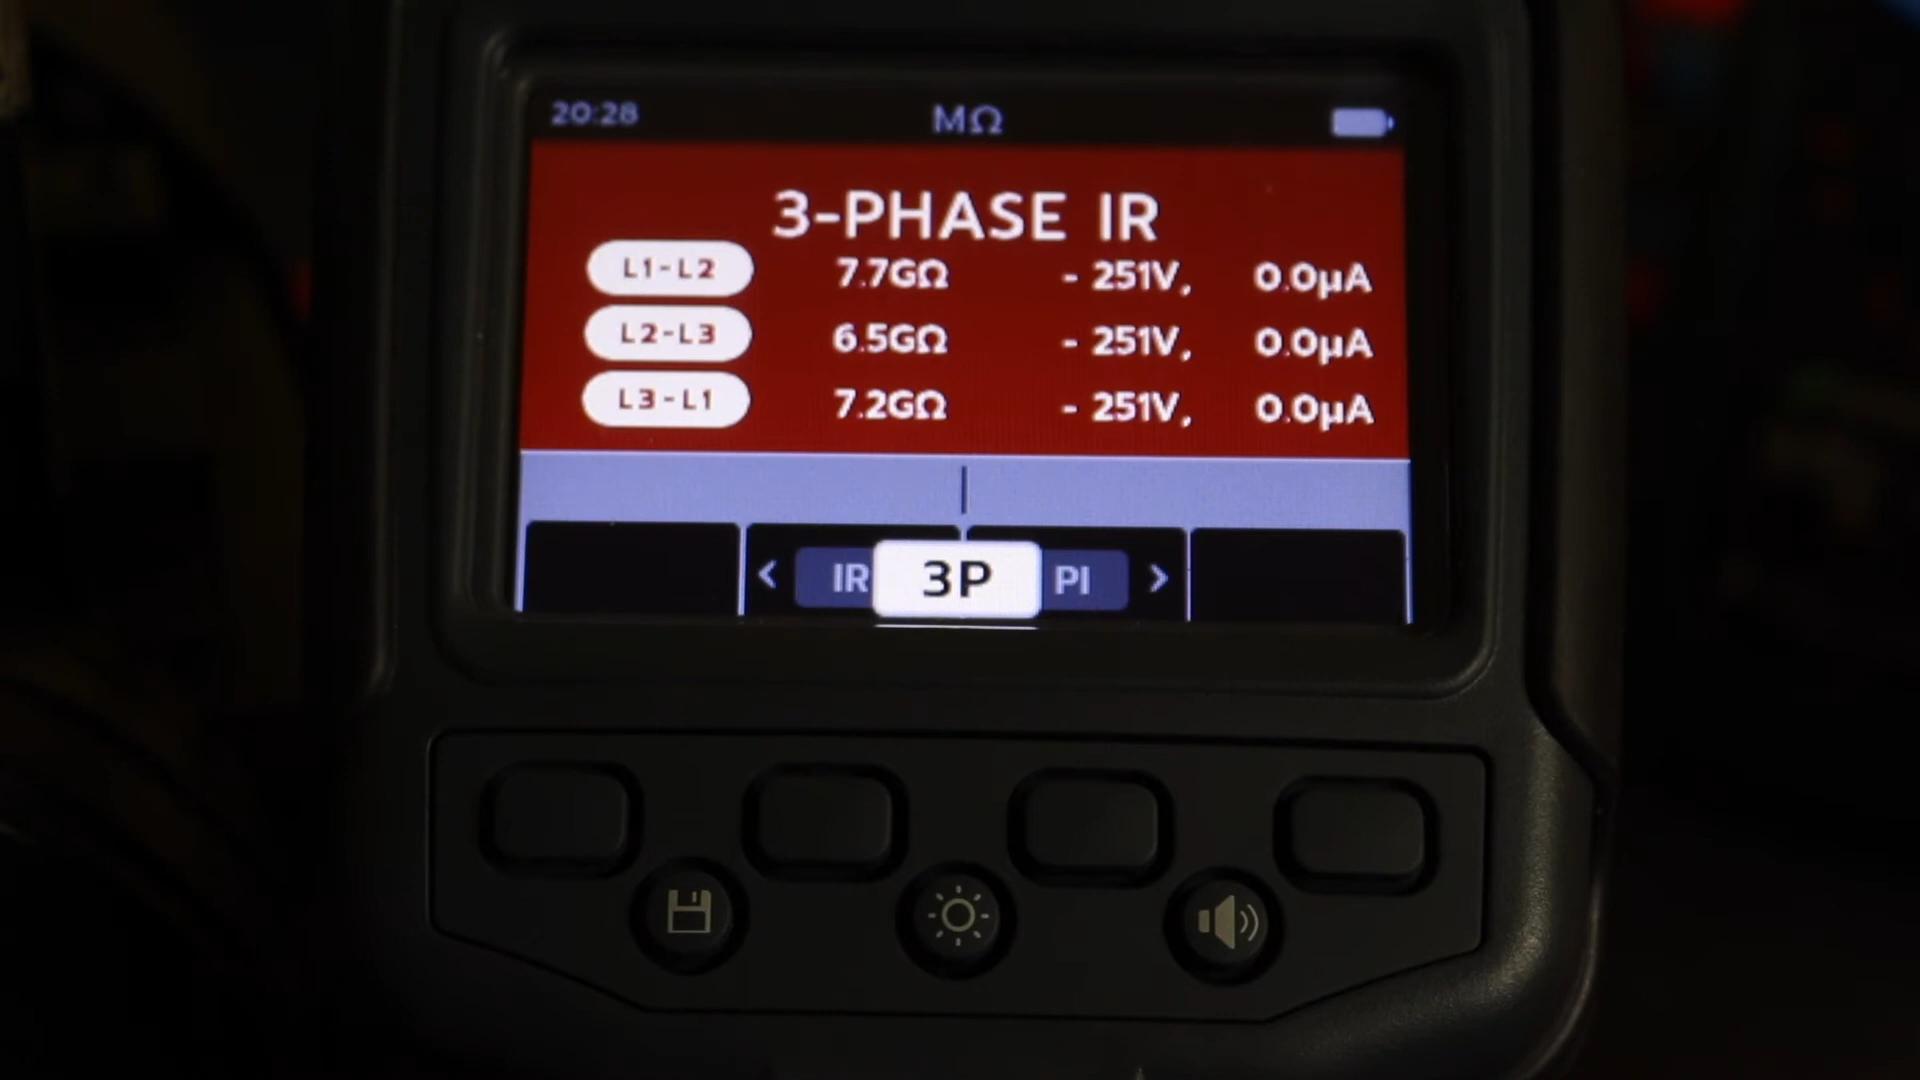 20:28 MΩ
3-PHASE IR
L1-L2 7.7GΩ - 251V, 0.0µA
L2-L3 6.5GΩ - 251V, 0.0µA
L3-L1 7.2GΩ - 251V, 0.0µA
< IR 3P PI >